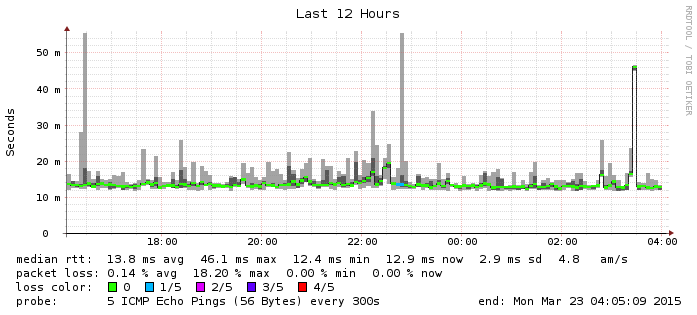 Last 12 Hours
RRDTOOL / TOBI OETIKER
Seconds
50 m
40 m
30 m
20 m
10 m
0
18:00 20:00 22:00 00:00 02:00 04:00
median rtt: 13.8 ms avg 46.1 ms max 12.4 ms min 12.9 ms now 2.9 ms sd 4.8 am/s
packet loss: 0.14 % avg 18.20 % max 0.00 % min 0.00 % now
loss color: 0 1/5 2/5 3/5 4/5
probe: 5 ICMP Echo Pings (56 Bytes) every 300s end: Mon Mar 23 04:05:09 2015